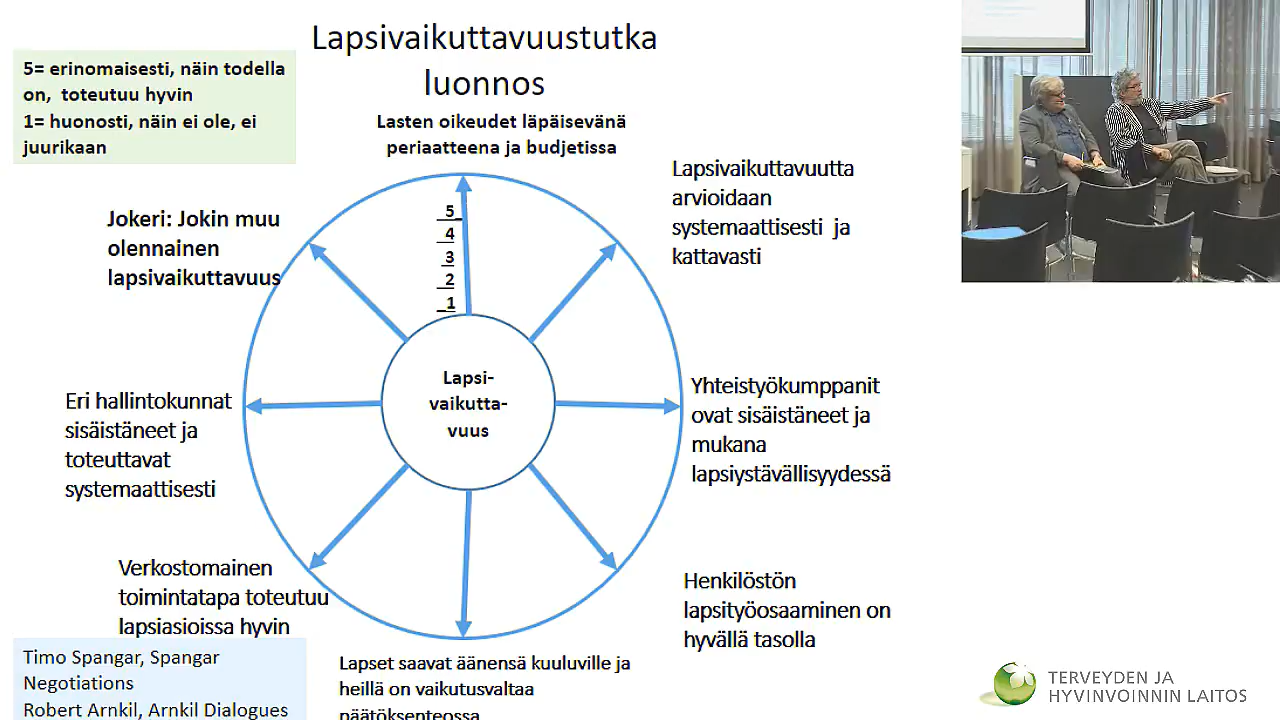 Lapsivaikuttavuustutka
luonnos
5= erinomaisesti, näin todella
on, toteutuu hyvin
1= huonosti, näin ei ole, ei
juurikaan
Lasten oikeudet läpäisevänä
periaatteena ja budjetissa
Lapsivaikuttavuutta
arvioidaan
systemaattisesti ja
kattavasti
Jokeri: Jokin muu
olennainen
lapsivaikuttavuus
5
4
3
2
1
Lapsi-
vaikutta-
vuus
Eri hallintokunnat
sisäistäneet ja
toteuttavat
systemaattisesti
Yhteistyökumppanit
ovat sisäistäneet ja
mukana
lapsiystävällisyydessä
Verkostomainen
toimintatapa toteutuu
lapsiasioissa hyvin
Henkilöstön
lapsityöosaaminen on
hyvällä tasolla
Timo Spangar, Spangar
Negotiations
Robert Arnkil, Arnkil Dialogues
Lapset saavat äänensä kuuluville ja
heillä on vaikutusvaltaa
päätöksenteossa
TERVEYDEN JA
HYVINVOINNIN LAITOS